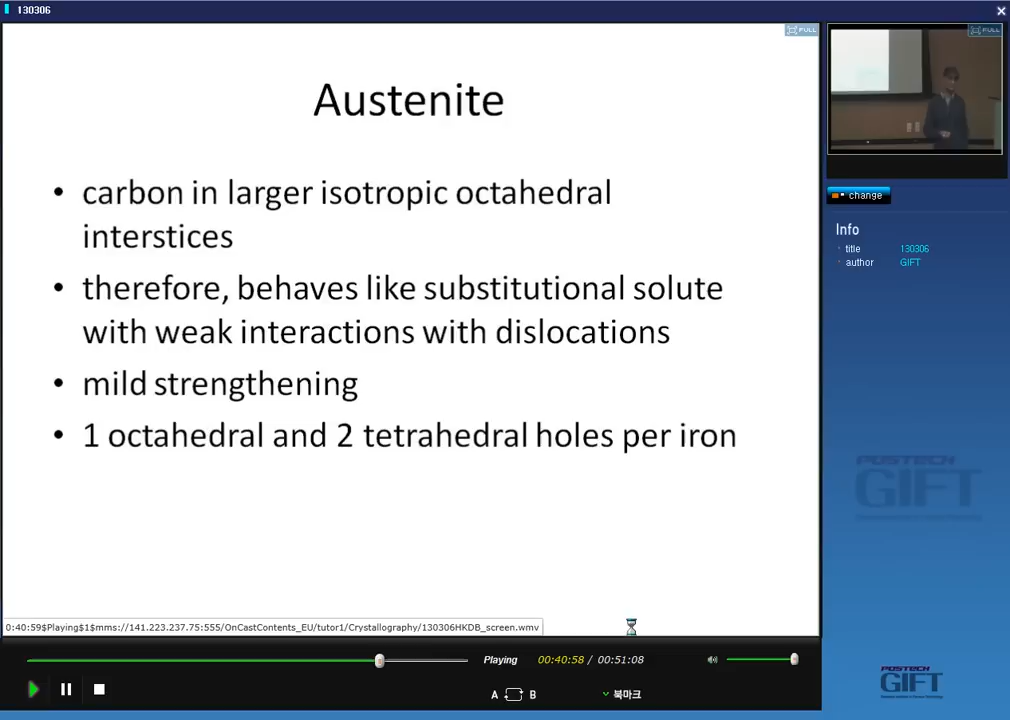 130306
FULL
FULL
Austenite
• carbon in larger isotropic octahedral
interstices
• therefore, behaves like substitutional solute
with weak interactions with dislocations
• mild strengthening
• 1 octahedral and 2 tetrahedral holes per iron
change
Info
title 130306
author GIFT
POSTECH
GIFT
0:40:59$Playing$1$mms://141.223.237.75:555/OnCastContents_EU/tutor1/Crystallography/130306HKDB_screen.wmv
Playing 00:40:58 / 00:51:08
A B
북마크
POSTECH
GIFT